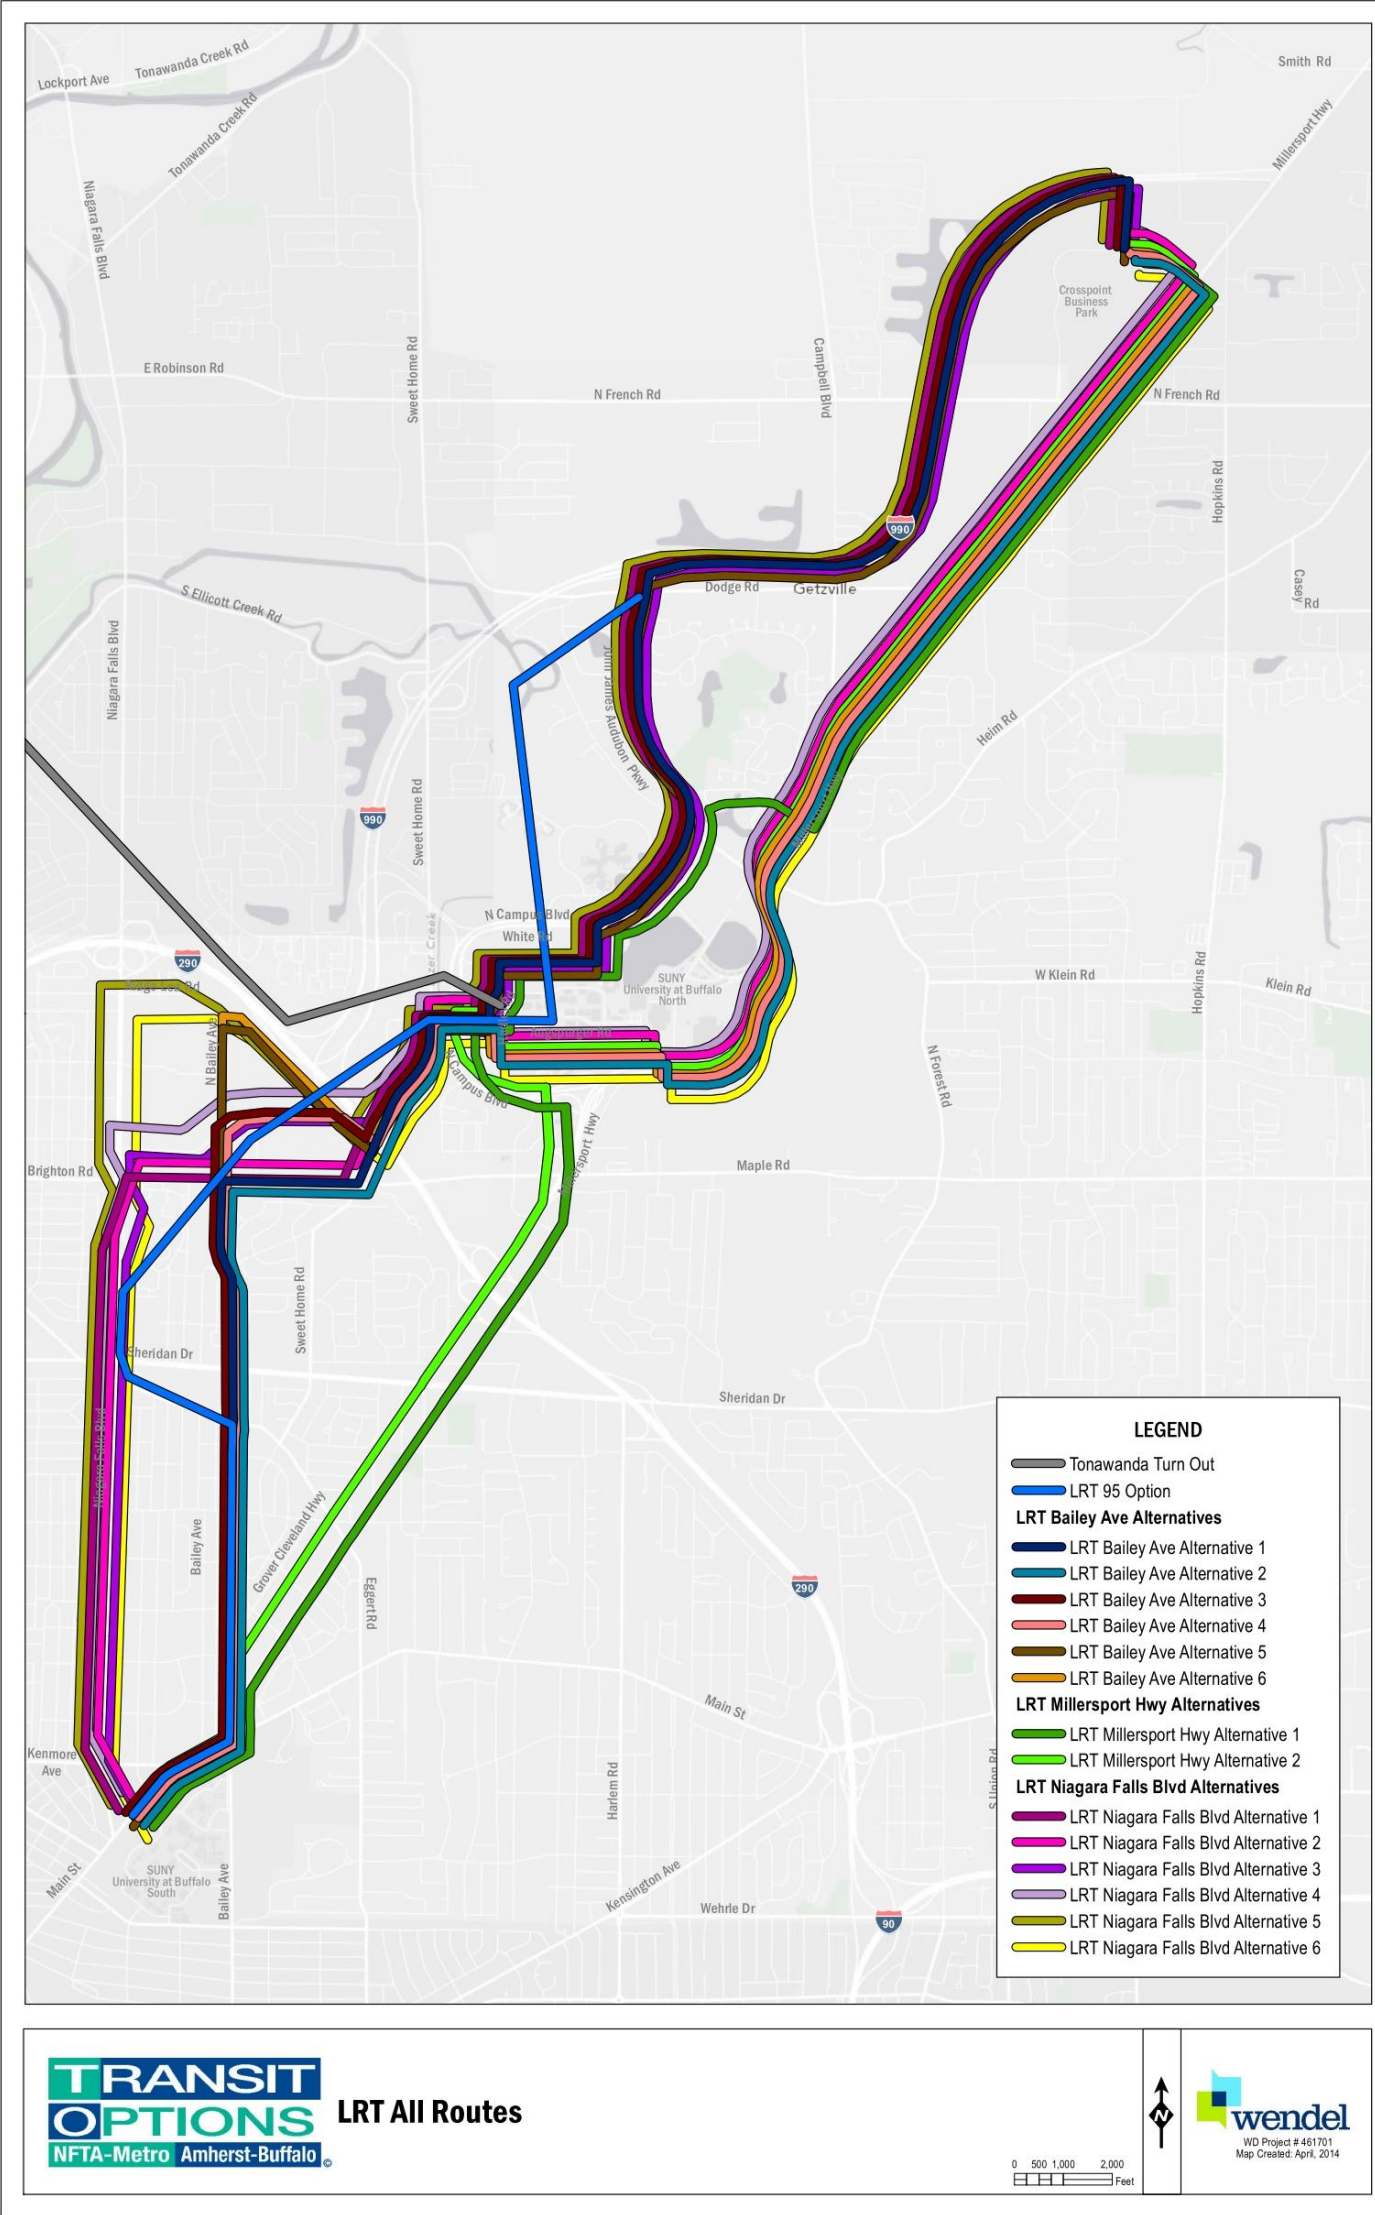 Smith Rd
Tonawanda Creek Rd
Lockport Ave
Millersport Hwy
Tonawanda Creek Rd
Niagara Falls Blvd
Crosspoint
Business
Park
Sweet Home Rd
Campbell Blvd
E Robinson Rd
N French Rd
N French Rd
Hopkins Rd
990
S Ellicott Creek Rd
Dodge Rd
Getzville
Casey
Rd
Niagara Falls Blvd
John James Audubon Pkwy
Heim Rd
Sweet Home Rd
990
N Campus Blvd
White Rd
290
SUNY
University at Buffalo
North
W Klein Rd
Klein Rd
Hopkins Rd
N Bailey Ave
N Campus Blvd
N Forest Rd
Millersport Hwy
Brighton Rd
Maple Rd
Sweet Home Rd
Sheridan Dr
Sheridan Dr
Niagara Falls Blvd
Bailey Ave
Grover Cleveland Hwy
Eggert Rd
290
Main St
Kenmore
Ave
Harlem Rd
S Union Rd
Main St
SUNY
University at Buffalo
South
Bailey Ave
Kensington Ave
Wehrle Dr
90
LEGEND
Tonawanda Turn Out
LRT 95 Option
LRT Bailey Ave Alternatives
LRT Bailey Ave Alternative 1
LRT Bailey Ave Alternative 2
LRT Bailey Ave Alternative 3
LRT Bailey Ave Alternative 4
LRT Bailey Ave Alternative 5
LRT Bailey Ave Alternative 6
LRT Millersport Hwy Alternatives
LRT Millersport Hwy Alternative 1
LRT Millersport Hwy Alternative 2
LRT Niagara Falls Blvd Alternatives
LRT Niagara Falls Blvd Alternative 1
LRT Niagara Falls Blvd Alternative 2
LRT Niagara Falls Blvd Alternative 3
LRT Niagara Falls Blvd Alternative 4
LRT Niagara Falls Blvd Alternative 5
LRT Niagara Falls Blvd Alternative 6
TRANSIT
OPTIONS
NFTA-Metro Amherst-Buffalo ©
LRT All Routes
0 500 1,000 2,000
Feet
N
wendel
WD Project # 461701
Map Created: April, 2014